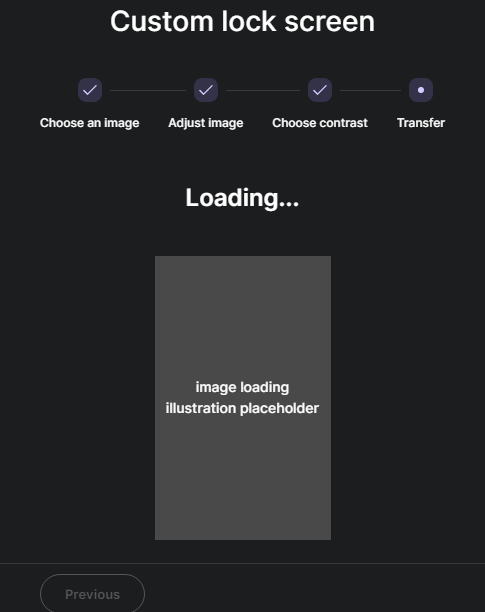 Custom lock screen
Choose an image
Adjust image
Choose contrast
Transfer
Loading...
image loading
illustration placeholder
Previous